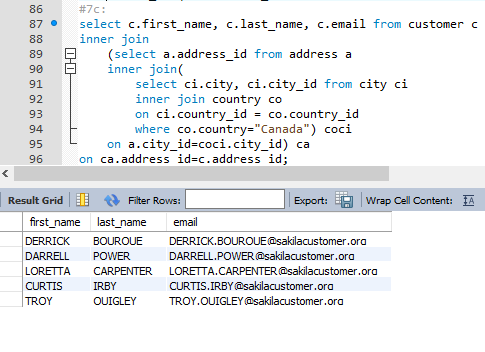 86 #7c:
87 select c.first_name, c.last_name, c.email from customer c
88 inner join
89 (select a.address_id from address a
90 inner join(
91 select ci.city, ci.city_id from city ci
92 inner join country co
93 on ci.country_id = co.country_id
94 where co.country="Canada") coci
95 on a.city_id=coci.city_id) ca
96 on ca.address_id=c.address_id;
Result Grid Filter Rows: Export: Wrap Cell Content:
first_name last_name email
DERRICK BOURQUE DERRICK.BOURQUE@sakilacustomer.org
DARRELL POWER DARRELL.POWER@sakilacustomer.org
LORETTA CARPENTER LORETTA.CARPENTER@sakilacustomer.org
CURTIS IRBY CURTIS.IRBY@sakilacustomer.org
TROY QUIGLEY TROY.QUIGLEY@sakilacustomer.org